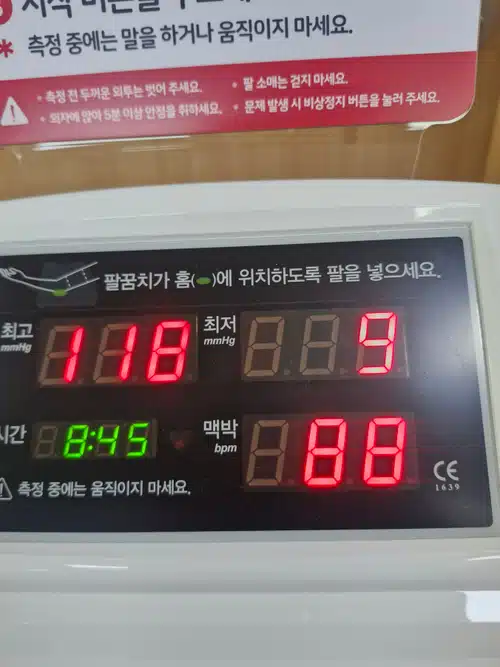 시작 버튼을
* 측정 중에는 말을 하거나 움직이지 마세요.
• 측정 전 두꺼운 외투는 벗어 주세요. • 팔 소매는 걷지 마세요.
• 의자에 앉아 5분 이상 안정을 취하세요. • 문제 발생 시 비상정지 버튼을 눌러 주세요.
팔꿈치가 홈( )에 위치하도록 팔을 넣으세요.
최고 mmHg 118 최저 mmHg 9
시간 8:45 맥박 bpm 88
측정 중에는 움직이지 마세요. CE
1639